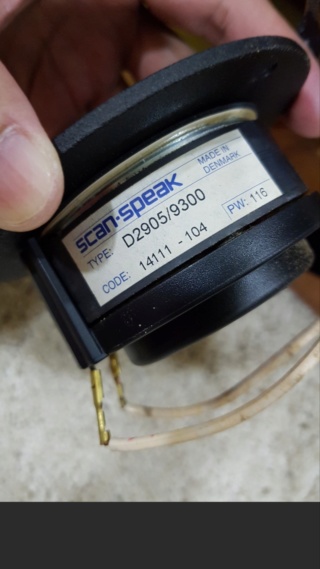 scan-speak
MADE IN
DENMARK
TYPE: D2905/9300
CODE: 14111 - 104
PW: 116